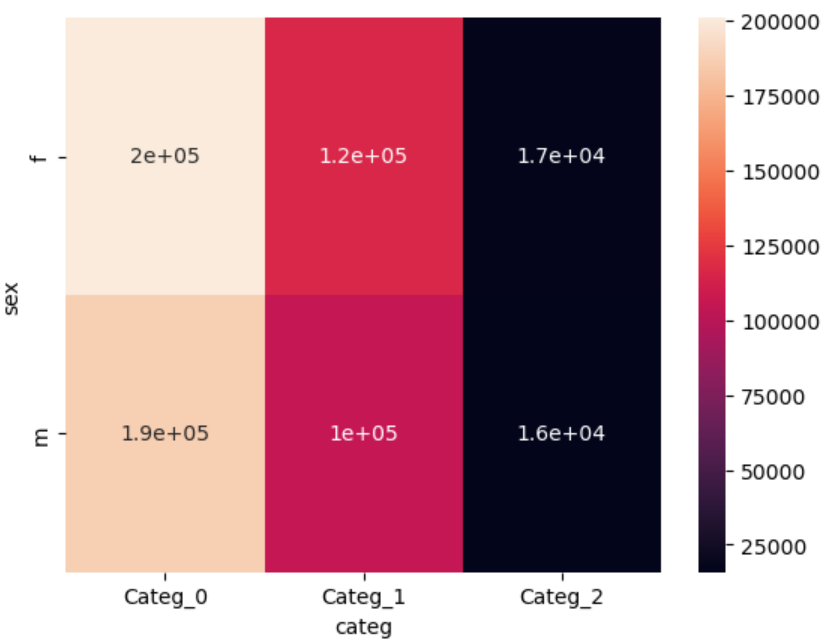 200000
175000
f
2e+05
1.2e+05
1.7e+04
150000
125000
sex
100000
m
1.9e+05
1e+05
1.6e+04
75000
50000
25000
Categ_0
Categ_1
Categ_2
categ